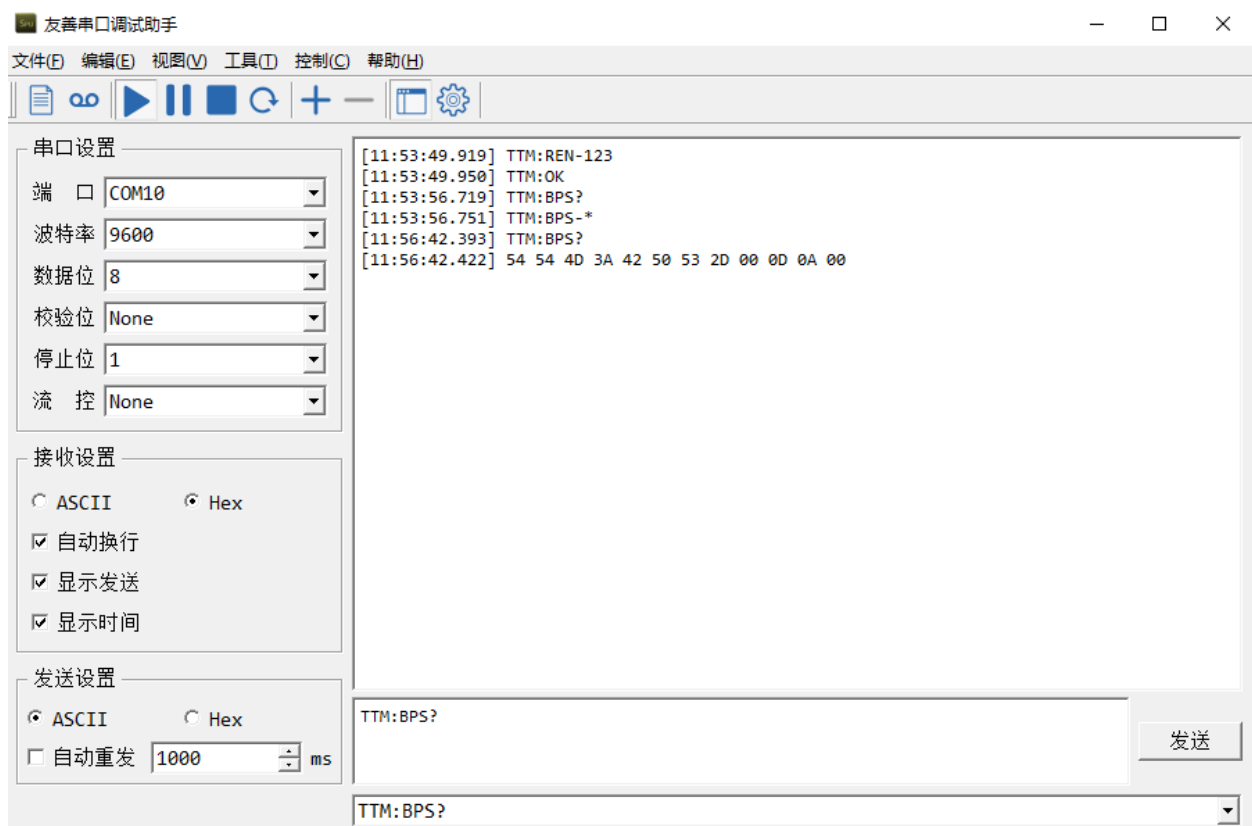 友善串口调试助手
文件(F) 编辑(E) 视图(V) 工具(T) 控制(C) 帮助(H)
串口设置
端 口 COM10
波特率 9600
数据位 8
校验位 None
停止位 1
流 控 None
接收设置
ASCII Hex
自动换行
显示发送
显示时间
发送设置
ASCII Hex
自动重发 1000 ms
[11:53:49.919] TTM:REN-123
[11:53:49.950] TTM:OK
[11:53:56.719] TTM:BPS?
[11:53:56.751] TTM:BPS-*
[11:56:42.393] TTM:BPS?
[11:56:42.422] 54 54 4D 3A 42 50 53 2D 00 0D 0A 00
TTM:BPS?
发送
TTM:BPS?